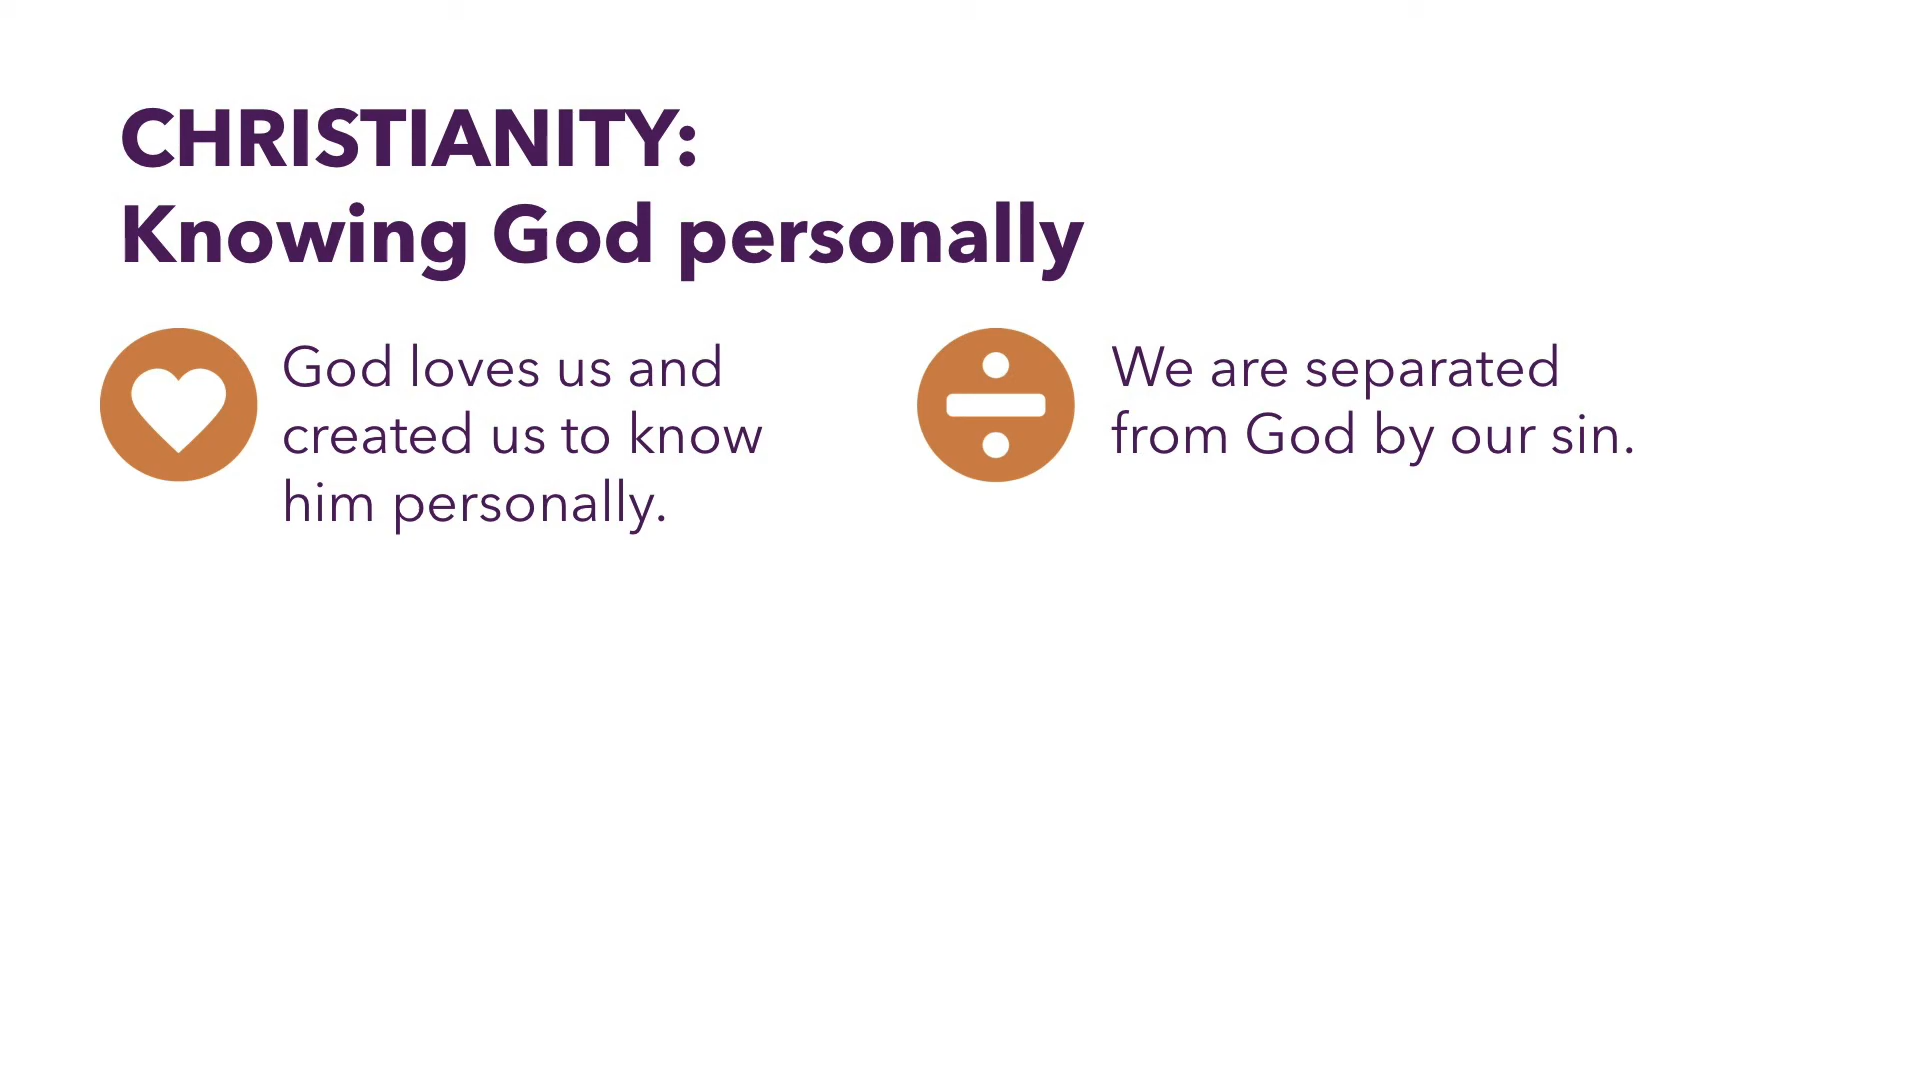 CHRISTIANITY:
Knowing God personally
God loves us and
created us to know
him personally.
We are separated
from God by our sin.